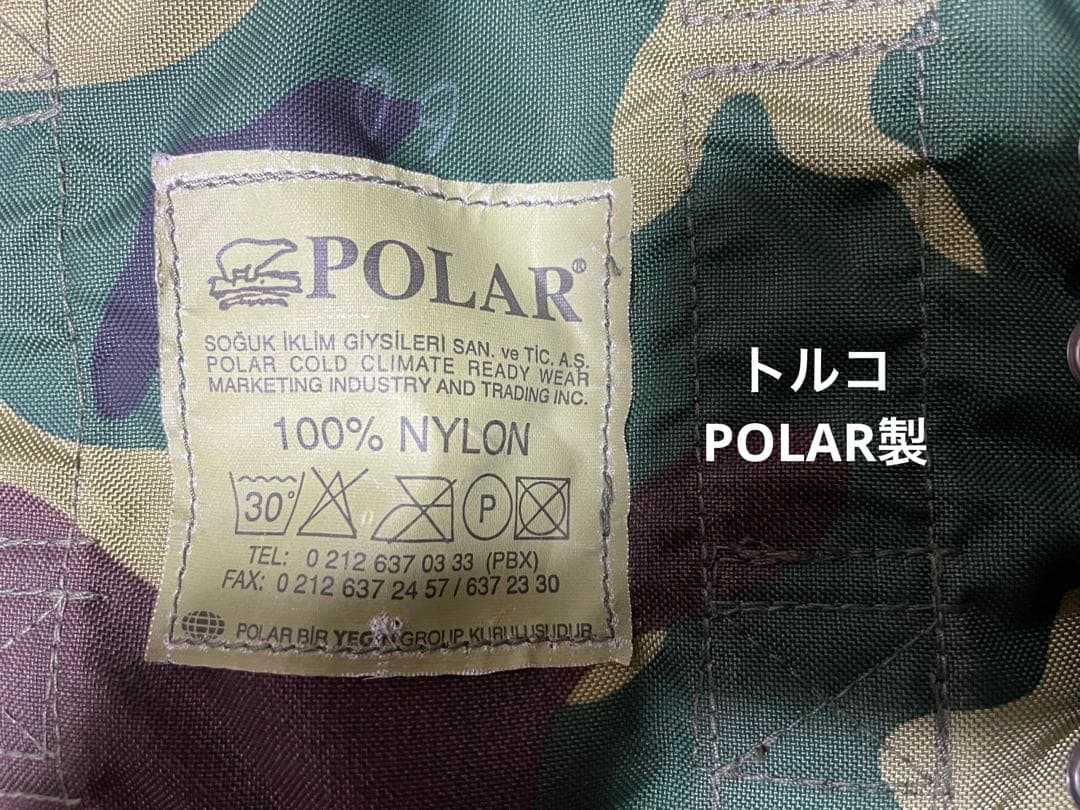 POLAR®
SOĞUK İKLİM GİYSİLERİ SAN. ve TİC. A.Ş.
POLAR COLD CLIMATE READY WEAR
MARKETING INDUSTRY AND TRADING INC.
100% NYLON
30° P
TEL: 0 212 637 03 33 (PBX)
FAX: 0 212 637 24 57 / 637 23 30
POLAR BİR YEGİN GROUP KURULUŞUDUR
トルコ
POLAR製